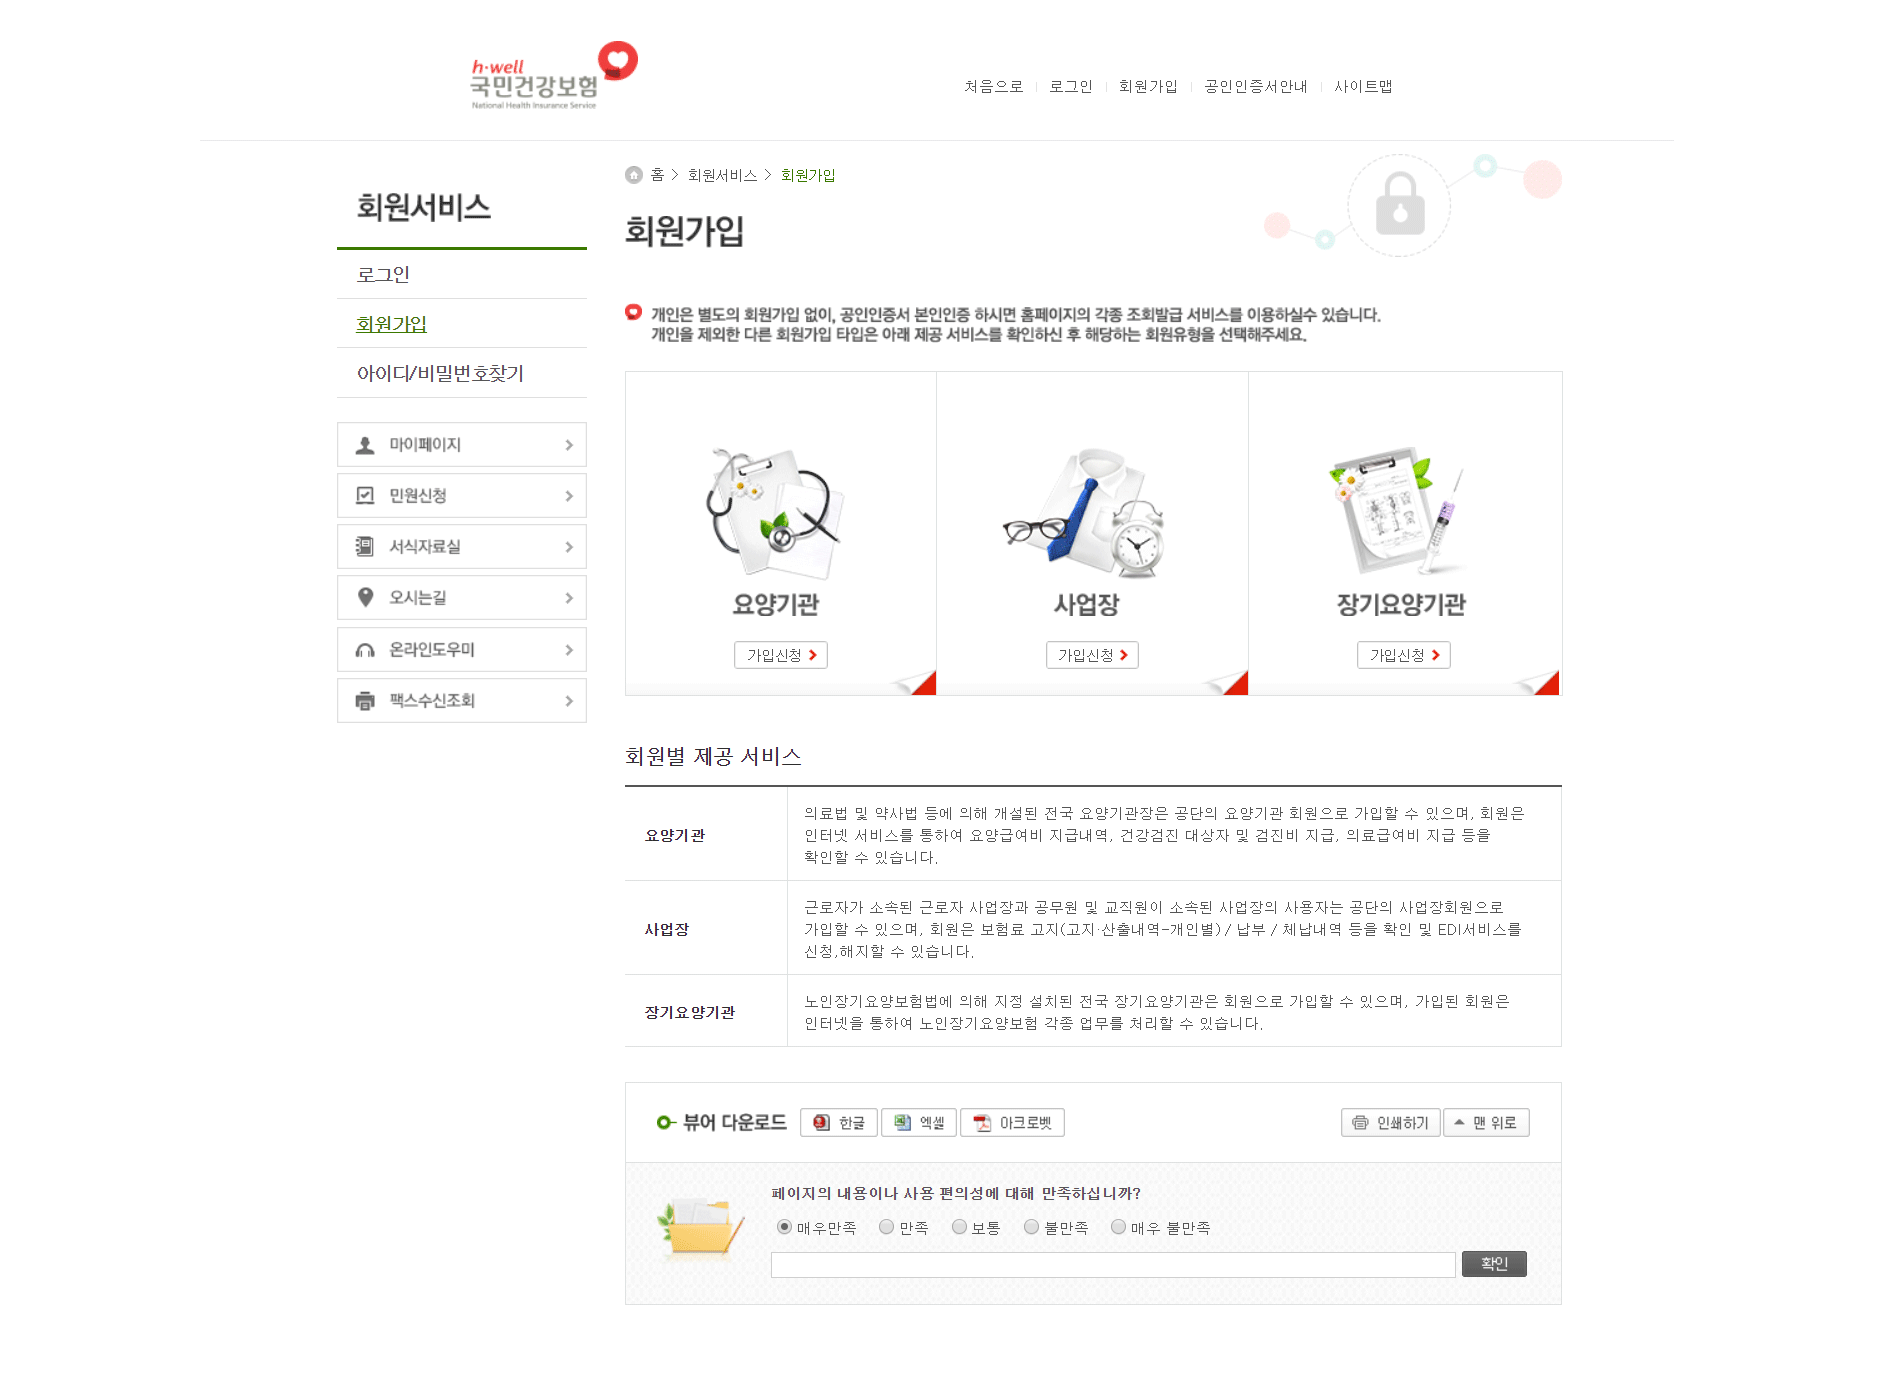 h·well
국민건강보험
National Health Insurance Service
처음으로 로그인 회원가입 공인인증서안내 사이트맵
홈 > 회원서비스 > 회원가입
회원서비스
로그인
회원가입
아이디/비밀번호찾기
마이페이지
민원신청
서식자료실
오시는길
온라인도우미
팩스수신조회
회원가입
개인은 별도의 회원가입 없이, 공인인증서 본인인증 하시면 홈페이지의 각종 조회발급 서비스를 이용하실수 있습니다.
개인을 제외한 다른 회원가입 타입은 아래 제공 서비스를 확인하신 후 해당하는 회원유형을 선택해주세요.
요양기관
가입신청
사업장
가입신청
장기요양기관
가입신청
회원별 제공 서비스
요양기관
의료법 및 약사법 등에 의해 개설된 전국 요양기관장은 공단의 요양기관 회원으로 가입할 수 있으며, 회원은
인터넷 서비스를 통하여 요양급여비 지급내역, 건강검진 대상자 및 검진비 지급, 의료급여비 지급 등을
확인할 수 있습니다.
사업장
근로자가 소속된 근로자 사업장과 공무원 및 교직원이 소속된 사업장의 사용자는 공단의 사업장회원으로
가입할 수 있으며, 회원은 보험료 고지(고지·산출내역-개인별) / 납부 / 체납내역 등을 확인 및 EDI서비스를
신청,해지할 수 있습니다.
장기요양기관
노인장기요양보험법에 의해 지정 설치된 전국 장기요양기관은 회원으로 가입할 수 있으며, 가입된 회원은
인터넷을 통하여 노인장기요양보험 각종 업무를 처리할 수 있습니다.
뷰어 다운로드 한글 엑셀 아크로벳 인쇄하기 맨 위로
페이지의 내용이나 사용 편의성에 대해 만족하십니까?
매우만족 만족 보통 불만족 매우 불만족
확인